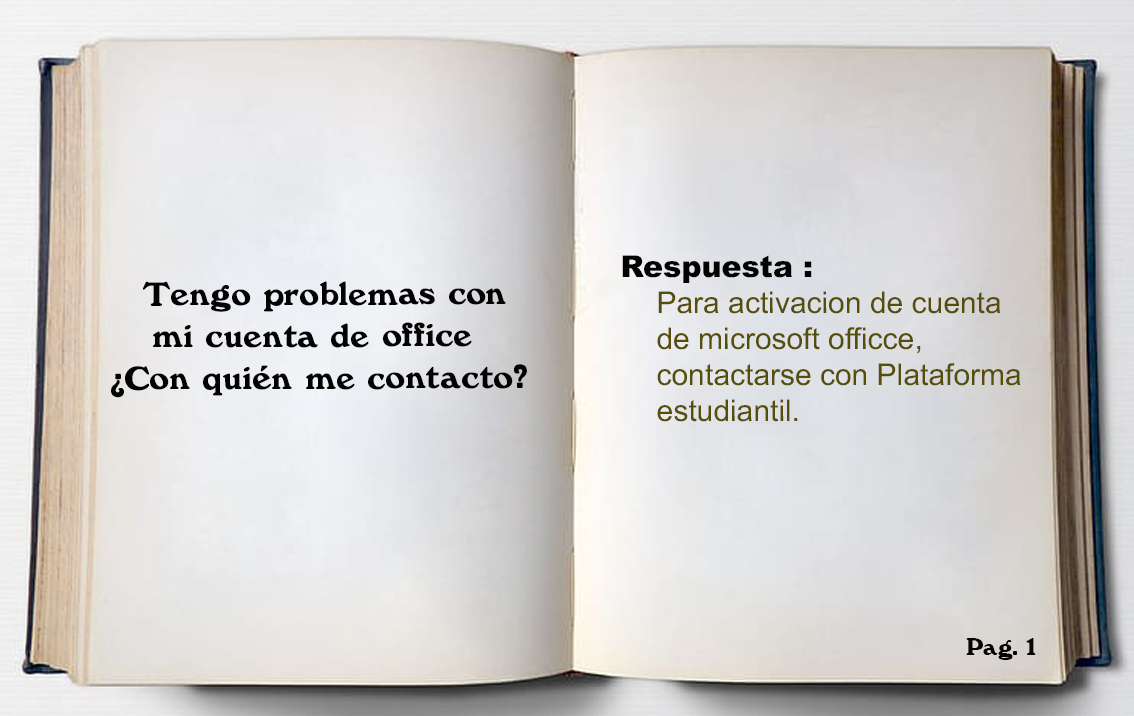 Tengo problemas con
mi cuenta de office
¿Con quién me contacto?
Respuesta :
Para activacion de cuenta
de microsoft officce,
contactarse con Plataforma
estudiantil.
Pag. 1